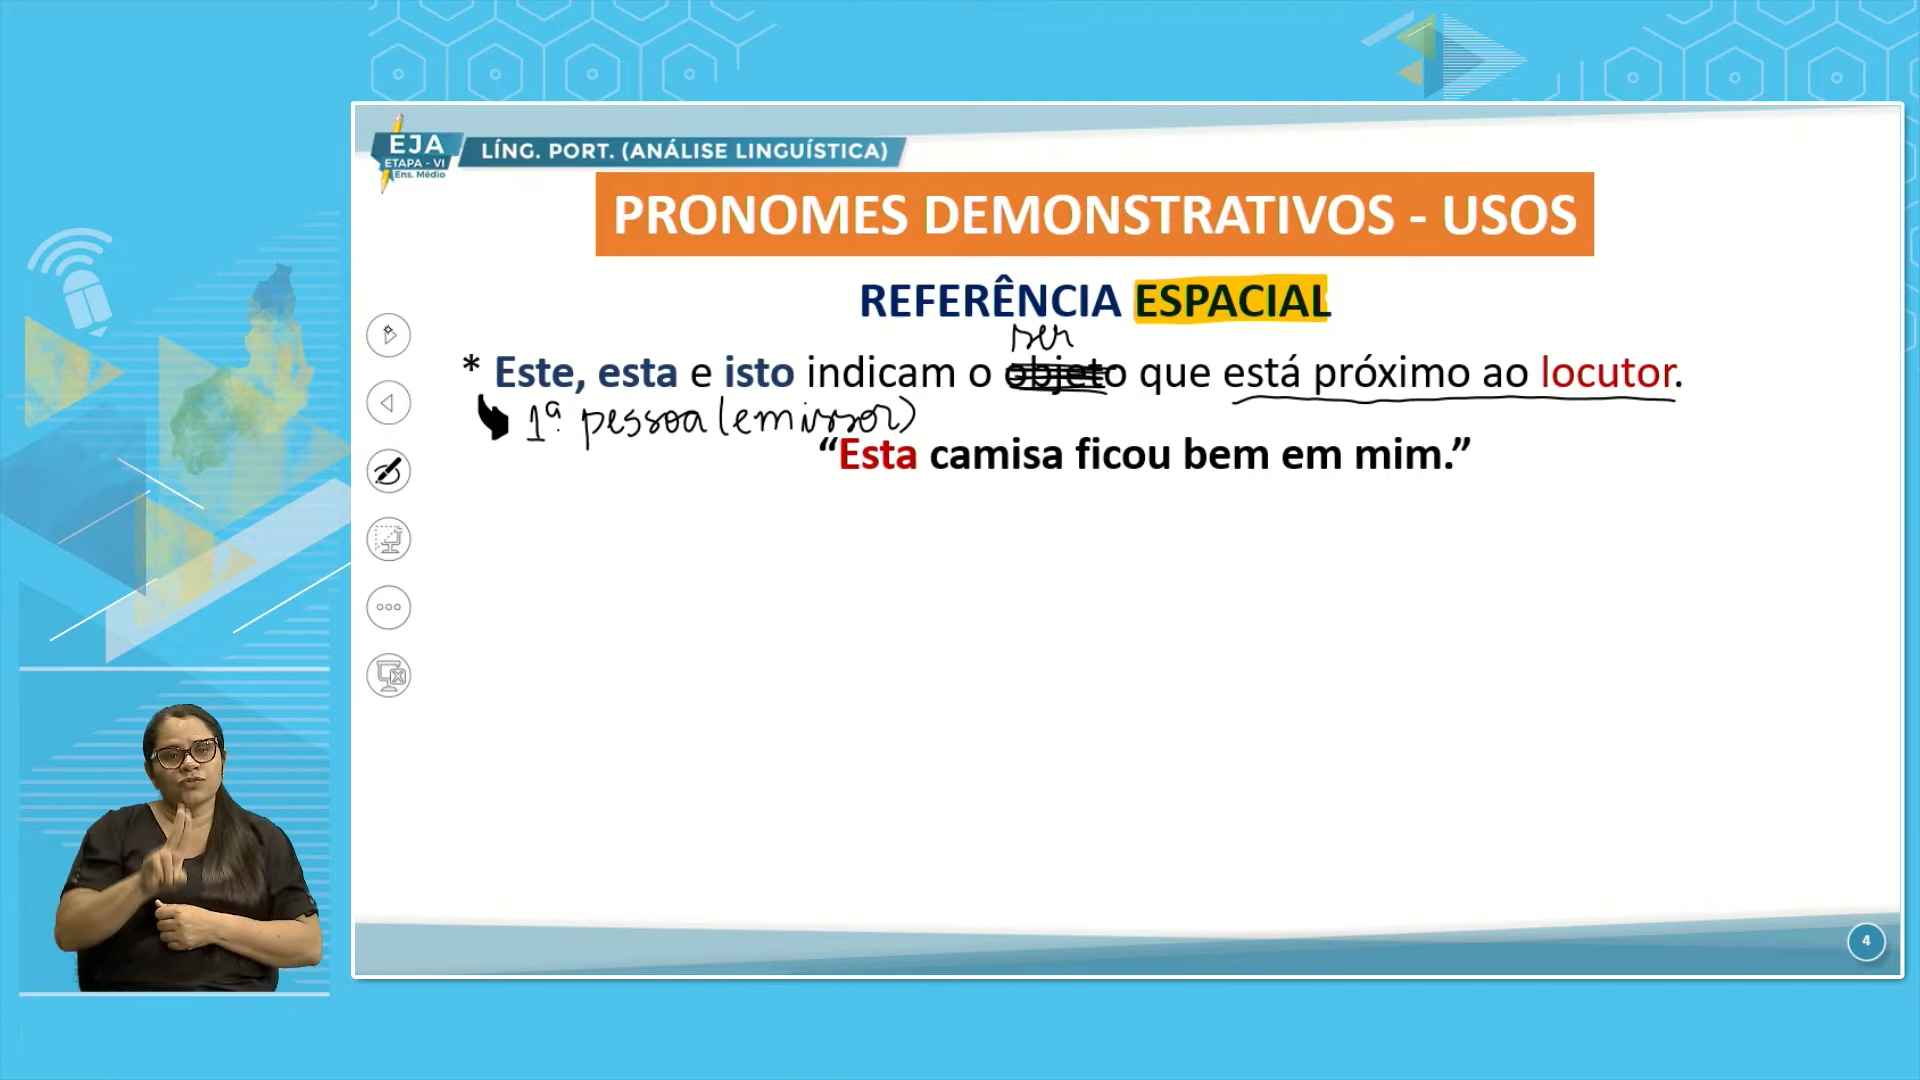 EJA
ETAPA - VI
Ens. Médio
LÍNG. PORT. (ANÁLISE LINGUÍSTICA)
PRONOMES DEMONSTRATIVOS - USOS
REFERÊNCIA ESPACIAL
ser
* Este, esta e isto indicam o objeto que está próximo ao locutor.
1ª pessoa (emissor)
“Esta camisa ficou bem em mim.”
4